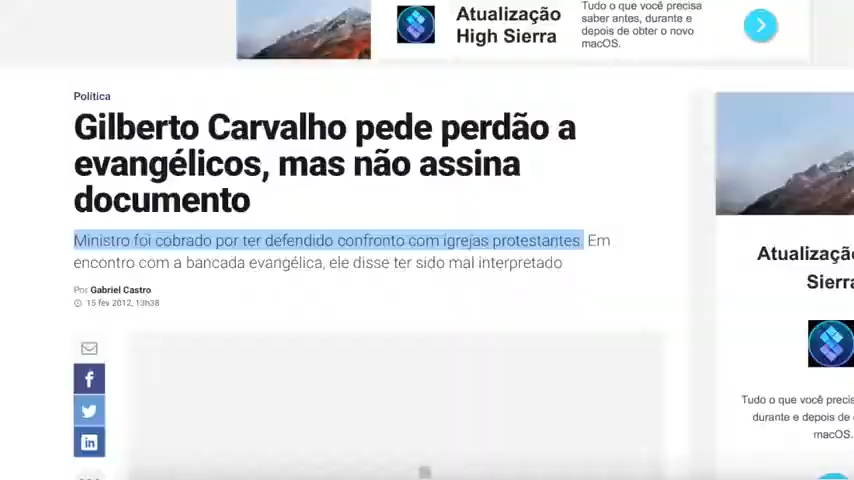 Atualização
High Sierra
Tudo o que você precisa
saber antes, durante e
depois de obter o novo
macOS.
Política
Gilberto Carvalho pede perdão a
evangélicos, mas não assina
documento
Ministro foi cobrado por ter defendido confronto com igrejas protestantes. Em
encontro com a bancada evangélica, ele disse ter sido mal interpretado
Por Gabriel Castro
15 fev 2012, 13h38
Atualização
Sierra
Tudo o que você precis
durante e depois de
macOS.